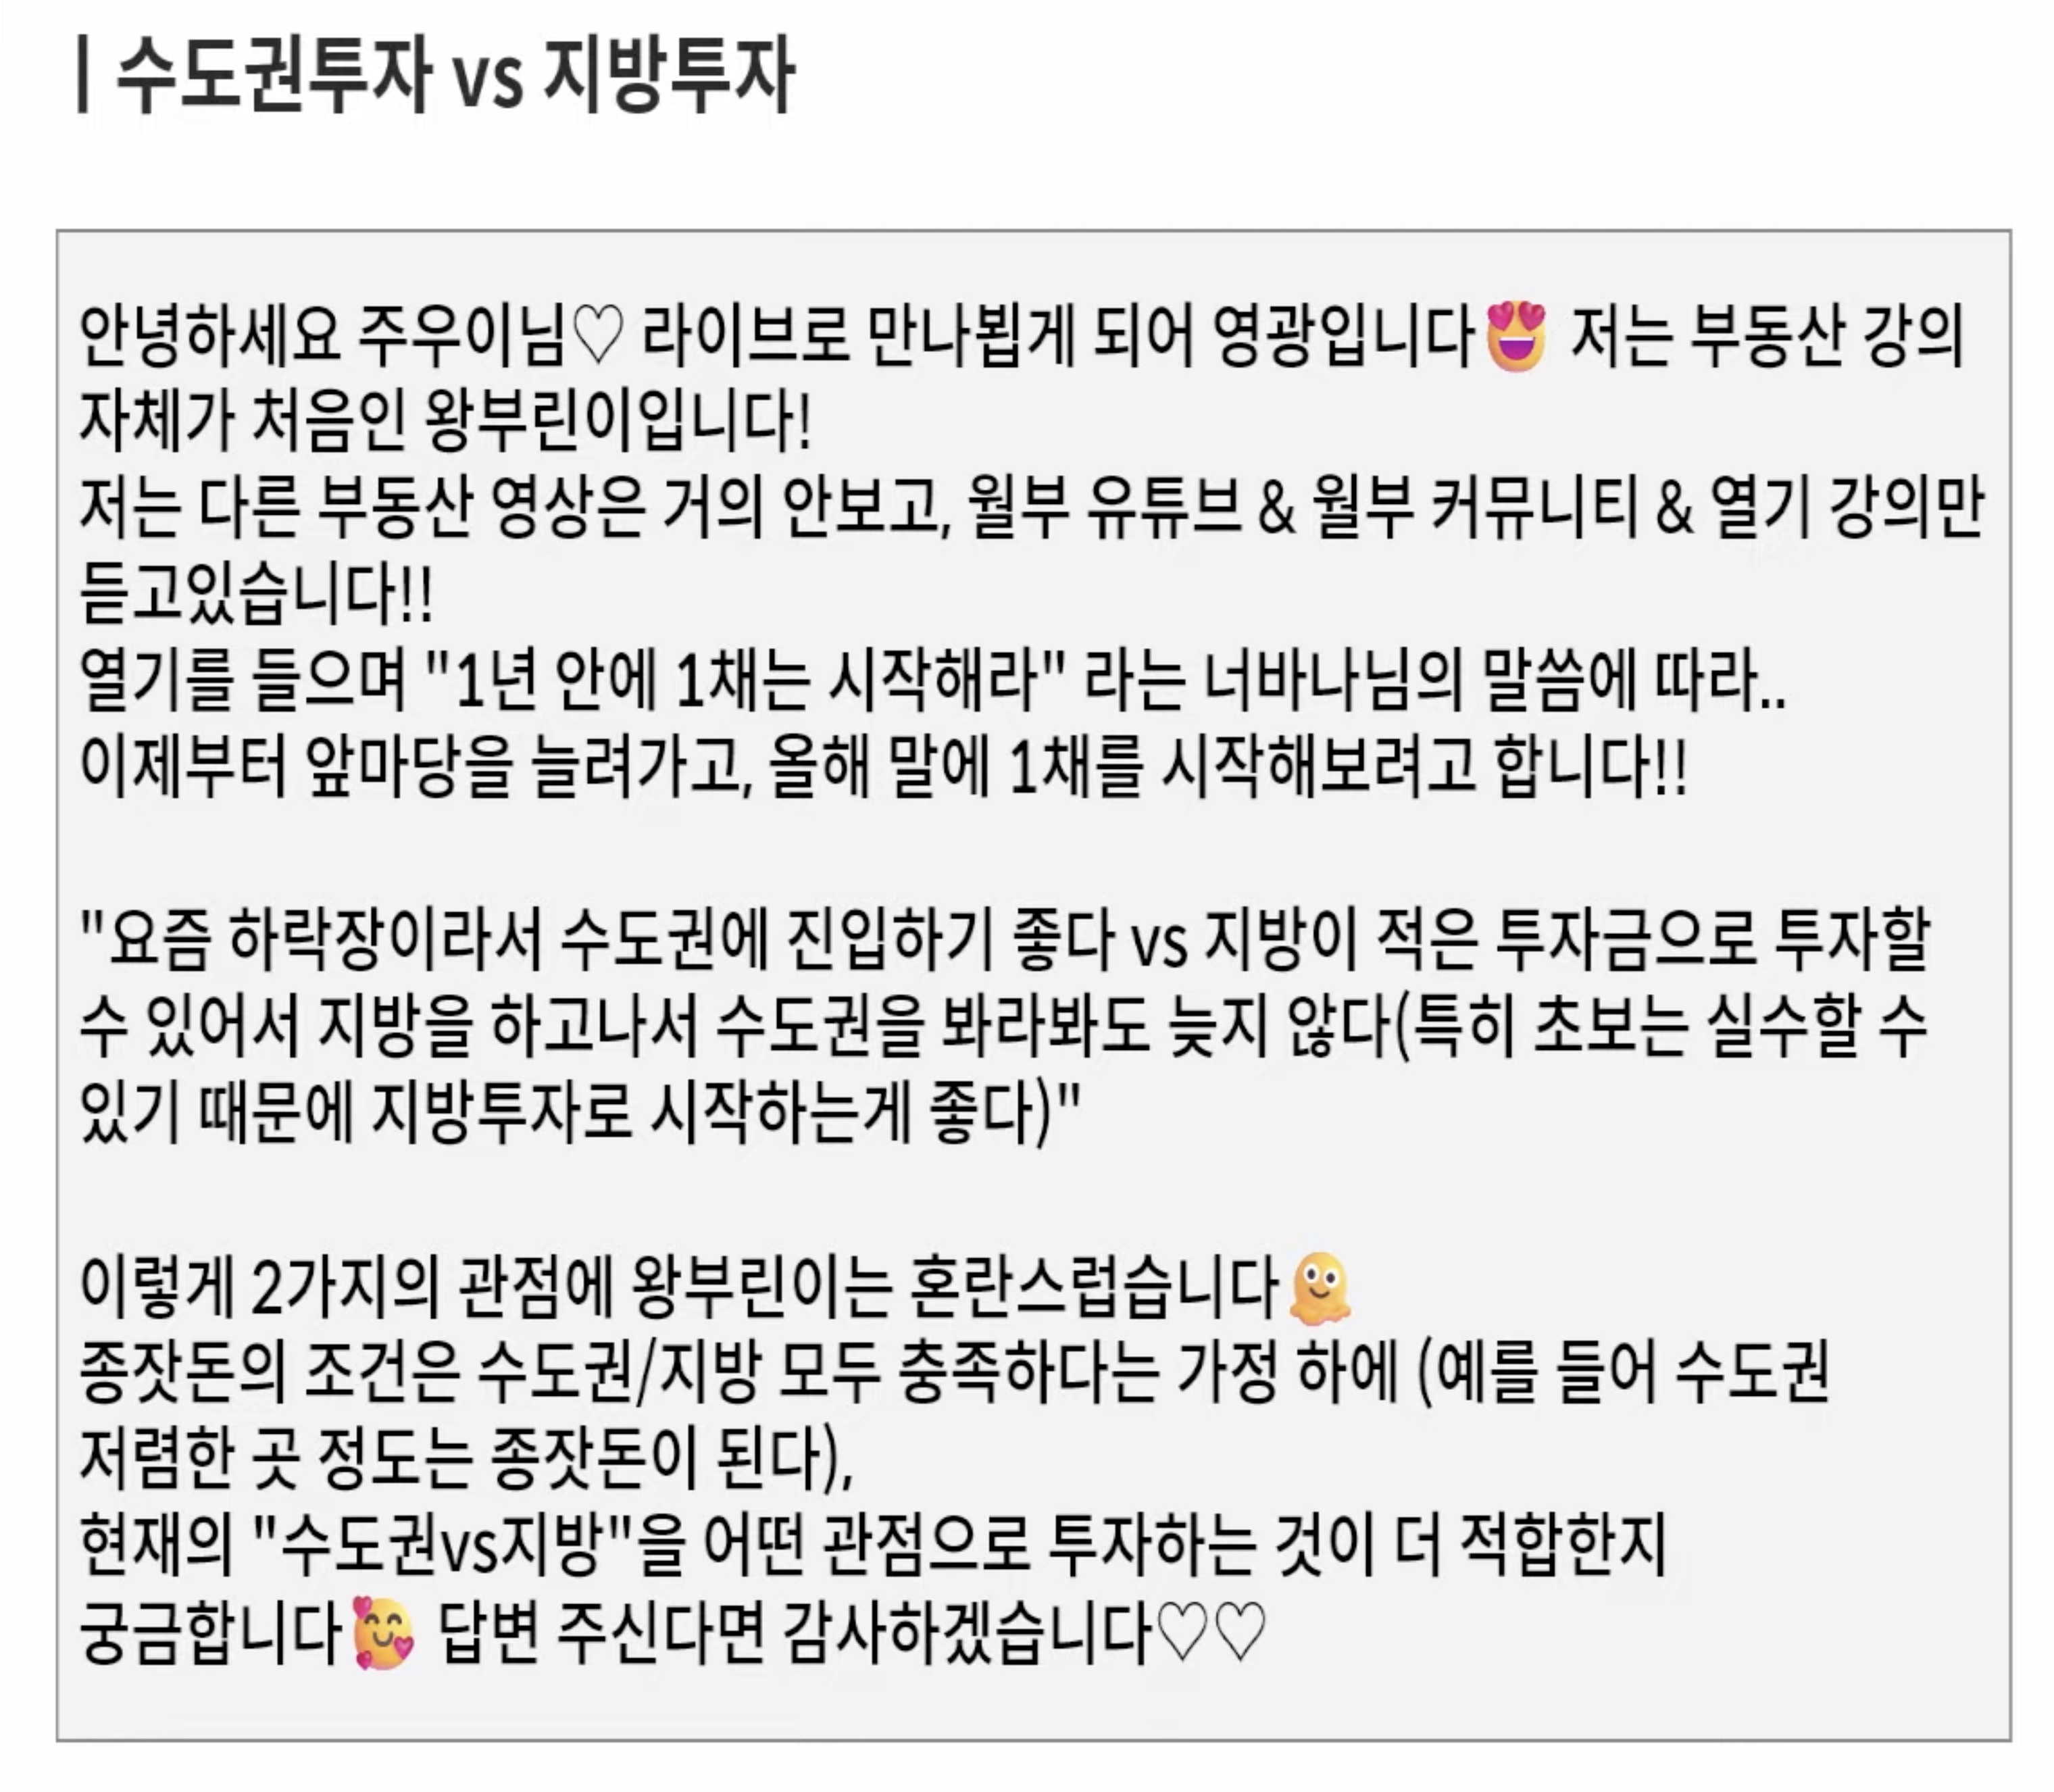 | 수도권투자 vs 지방투자
안녕하세요 주우이님♡ 라이브로 만나뵙게 되어 영광입니다😍 저는 부동산 강의
자체가 처음인 왕부린이입니다!
저는 다른 부동산 영상은 거의 안보고, 월부 유튜브 & 월부 커뮤니티 & 열기 강의만
듣고있습니다!!
열기를 들으며 "1년 안에 1채는 시작해라" 라는 너바나님의 말씀에 따라..
이제부터 앞마당을 늘려가고, 올해 말에 1채를 시작해보려고 합니다!!
"요즘 하락장이라서 수도권에 진입하기 좋다 vs 지방이 적은 투자금으로 투자할
수 있어서 지방을 하고나서 수도권을 봐라봐도 늦지 않다(특히 초보는 실수할 수
있기 때문에 지방투자로 시작하는게 좋다)"
이렇게 2가지의 관점에 왕부린이는 혼란스럽습니다🫠
종잣돈의 조건은 수도권/지방 모두 충족하다는 가정 하에 (예를 들어 수도권
저렴한 곳 정도는 종잣돈이 된다),
현재의 "수도권vs지방"을 어떤 관점으로 투자하는 것이 더 적합한지
궁금합니다🥰 답변 주신다면 감사하겠습니다♡♡